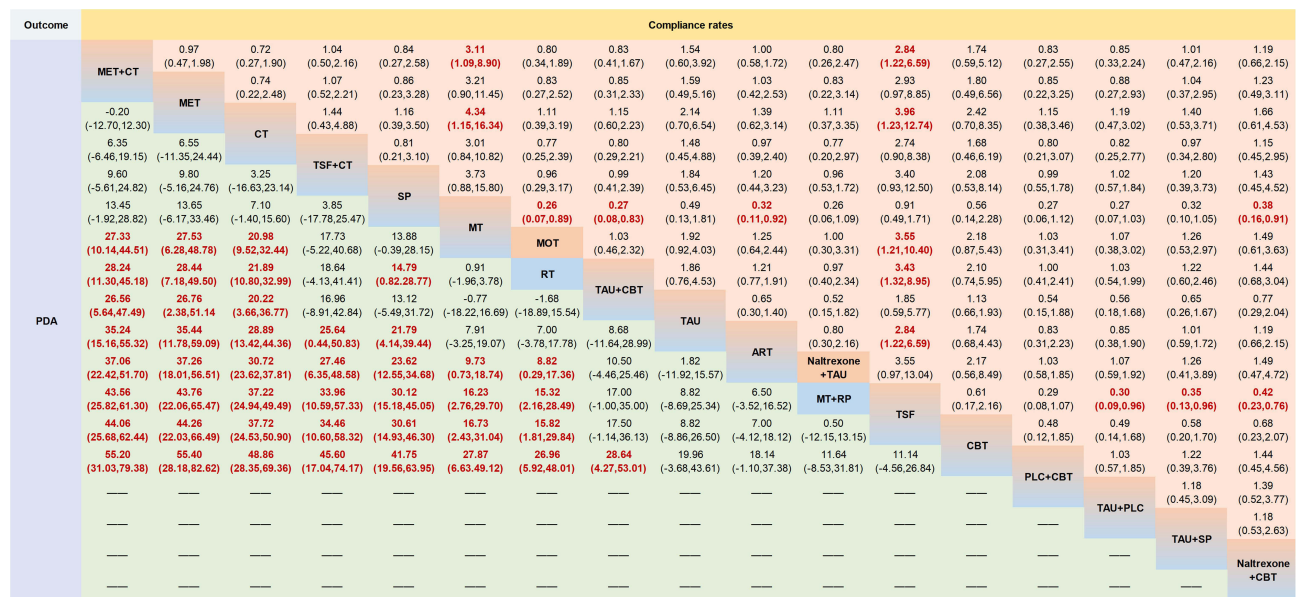 Outcome Compliance rates
0.97 0.72 1.04 0.84 3.11 0.80 0.83 1.54 1.00 0.80 2.84 1.74 0.83 0.85 1.01 1.19
(0.47,1.98) (0.27,1.90) (0.50,2.16) (0.27,2.58) (1.09,8.90) (0.34,1.89) (0.41,1.67) (0.60,3.92) (0.58,1.72) (0.26,2.47) (1.22,6.59) (0.59,5.12) (0.27,2.55) (0.33,2.24) (0.47,2.16) (0.66,2.15)
MET+CT
0.74 1.07 0.86 3.21 0.83 0.85 1.59 1.03 0.83 2.93 1.80 0.85 0.88 1.04 1.23
(0.22,2.48) (0.52,2.21) (0.23,3.28) (0.90,11.45) (0.27,2.52) (0.31,2.33) (0.49,5.16) (0.42,2.53) (0.22,3.14) (0.97,8.85) (0.49,6.56) (0.22,3.25) (0.27,2.93) (0.37,2.95) (0.49,3.11)
MET
-0.20 1.44 1.16 4.34 1.11 1.15 2.14 1.39 1.11 3.96 2.42 1.15 1.19 1.40 1.66
(-12.70,12.30) (0.43,4.88) (0.39,3.50) (1.15,16.34) (0.39,3.19) (0.60,2.23) (0.70,6.54) (0.62,3.14) (0.37,3.35) (1.23,12.74) (0.70,8.35) (0.38,3.46) (0.47,3.02) (0.53,3.71) (0.61,4.53)
CT
6.35 6.55 0.81 3.01 0.77 0.80 1.48 0.97 0.77 2.74 1.68 0.80 0.82 0.97 1.15
(-6.46,19.15) (-11.35,24.44) (0.21,3.10) (0.84,10.82) (0.25,2.39) (0.29,2.21) (0.45,4.88) (0.39,2.40) (0.20,2.97) (0.90,8.38) (0.46,6.19) (0.21,3.07) (0.25,2.77) (0.34,2.80) (0.45,2.95)
TSF+CT
9.60 9.80 3.25 3.73 0.96 0.99 1.84 1.20 0.96 3.40 2.08 0.99 1.02 1.21 1.43
(-5.61,24.82) (-5.16,24.76) (-16.63,23.14) (0.88,15.80) (0.29,3.17) (0.41,2.39) (0.53,6.45) (0.44,3.23) (0.53,1.72) (0.93,12.50) (0.53,8.14) (0.55,1.78) (0.57,1.84) (0.39,3.73) (0.45,4.52)
SP
13.45 13.65 7.10 3.85 0.26 0.27 0.49 0.32 0.26 0.91 0.56 0.27 0.27 0.32 0.38
(-1.92,28.82) (-6.17,33.46) (-1.40,15.60) (-17.78,25.47) (0.07,0.89) (0.08,0.83) (0.13,1.81) (0.11,0.92) (0.06,1.09) (0.49,1.71) (0.14,2.28) (0.06,1.12) (0.07,1.03) (0.10,1.05) (0.16,0.91)
MT
27.33 27.53 20.98 17.73 13.88 MOT 1.03 1.92 1.25 1.00 3.55 2.18 1.03 1.07 1.26 1.49
(10.14,44.51) (6.28,48.78) (9.52,32.44) (-5.22,40.68) (-0.39,28.15) (0.46,2.32) (0.92,4.03) (0.64,2.44) (0.30,3.31) (1.21,10.40) (0.87,5.43) (0.31,3.41) (0.38,3.02) (0.53,2.97) (0.61,3.63)
28.24 28.44 21.89 18.64 14.79 0.91 RT 1.86 1.21 0.97 3.43 2.10 1.00 1.03 1.22 1.44
(11.30,45.18) (7.18,49.50) (10.80,32.99) (-4.13,41.41) (0.82,28.77) (-1.96,3.78) (0.76,4.53) (0.77,1.91) (0.40,2.34) (1.32,8.95) (0.74,5.95) (0.41,2.41) (0.54,1.99) (0.60,2.46) (0.68,3.04)
TAU+CBT
26.56 26.76 20.22 16.96 13.12 -0.77 -1.68 0.65 0.52 1.85 1.13 0.54 0.56 0.65 0.77
(5.64,47.49) (2.38,51.14 (3.66,36.77) (-8.91,42.84) (-5.49,31.72) (-18.22,16.69) (-18.89,15.54) (0.30,1.40) (0.15,1.82) (0.59,5.77) (0.66,1.93) (0.15,1.88) (0.18,1.68) (0.26,1.67) (0.29,2.04)
PDA TAU
35.24 35.44 28.89 25.64 21.79 7.91 7.00 8.68 0.80 2.84 1.74 0.83 0.85 1.01 1.19
(15.16,55.32) (11.78,59.09) (13.42,44.36) (0.44,50.83) (4.14,39.44) (-3.25,19.07) (-3.78,17.78) (-11.64,28.99) (0.30,2.16) (1.22,6.59) (0.68,4.43) (0.31,2.23) (0.38,1.90) (0.59,1.72) (0.66,2.15)
ART
37.06 37.26 30.72 27.46 23.62 9.73 8.82 10.50 1.82 Naltrexone 3.55 2.17 1.03 1.07 1.26 1.49
(22.42,51.70) (18.01,56.51) (23.62,37.81) (6.35,48.58) (12.55,34.68) (0.73,18.74) (0.29,17.36) (-4.46,25.46) (-11.92,15.57) +TAU (0.97,13.04) (0.56,8.49) (0.58,1.85) (0.59,1.92) (0.41,3.89) (0.47,4.72)
43.56 43.76 37.22 33.96 30.12 16.23 15.32 17.00 8.82 6.50 MT+RP 0.61 0.29 0.30 0.35 0.42
(25.82,61.30) (22.06,65.47) (24.94,49.49) (10.59,57.33) (15.18,45.05) (2.76,29.70) (2.16,28.49) (-1.00,35.00) (-8.69,25.34) (-3.52,16.52) (0.17,2.16) (0.08,1.07) (0.09,0.96) (0.13,0.96) (0.23,0.76)
TSF
44.06 44.26 37.72 34.46 30.61 16.73 15.82 17.50 8.82 7.00 0.50 0.48 0.49 0.58 0.68
(25.68,62.44) (22.03,66.49) (24.53,50.90) (10.60,58.32) (14.93,46.30) (2.43,31.04) (1.81,29.84) (-1.14,36.13) (-8.86,26.50) (-4.12,18.12) (-12.15,13.15) (0.12,1.85) (0.14,1.68) (0.20,1.70) (0.23,2.07)
CBT
55.20 55.40 48.86 45.60 41.75 27.87 26.96 28.64 19.96 18.14 11.64 11.14 1.03 1.22 1.44
(31.03,79.38) (28.18,82.62) (28.35,69.36) (17.04,74.17) (19.56,63.95) (6.63,49.12) (5.92,48.01) (4.27,53.01) (-3.68,43.61) (-1.10,37.38) (-8.53,31.81) (-4.56,26.84) (0.57,1.85) (0.39,3.76) (0.45,4.56)
PLC+CBT
—— —— —— —— —— —— —— —— —— —— —— —— —— 1.18 1.39
(0.45,3.09) (0.52,3.77)
TAU+PLC
—— —— —— —— —— —— —— —— —— —— —— —— —— —— 1.18
(0.53,2.63)
TAU+SP
—— —— —— —— —— —— —— —— —— —— —— —— —— —— ——
Naltrexone
+CBT
—— —— —— —— —— —— —— —— —— —— —— —— —— —— —— ——